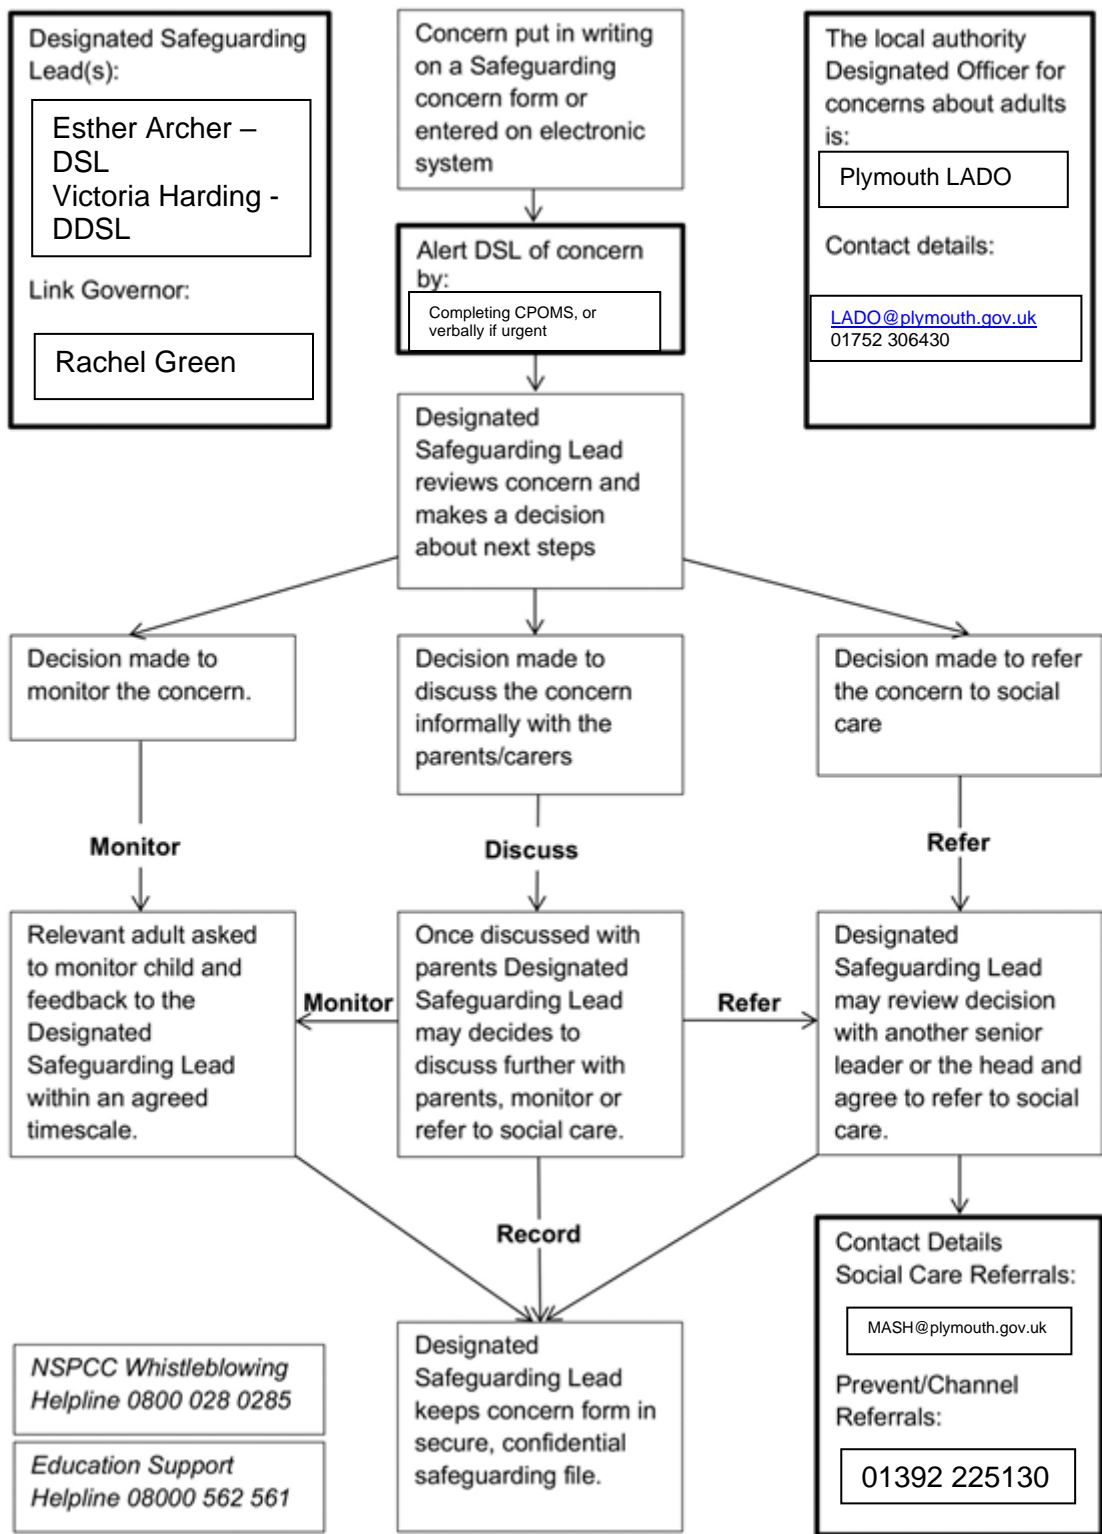 Designated Safeguarding
Lead(s):
Esther Archer –
DSL
Victoria Harding -
DDSL
Link Governor:
Rachel Green
Concern put in writing
on a Safeguarding
concern form or
entered on electronic
system
The local authority
Designated Officer for
concerns about adults
is:
Plymouth LADO
Contact details:
LADO@plymouth.gov.uk
01752 306430
Alert DSL of concern
by:
Completing CPOMS, or
verbally if urgent
Designated
Safeguarding Lead
reviews concern and
makes a decision
about next steps
Decision made to
monitor the concern.
Decision made to
discuss the concern
informally with the
parents/carers
Decision made to refer
the concern to social
care
Monitor
Discuss
Refer
Relevant adult asked
to monitor child and
feedback to the
Designated
Safeguarding Lead
within an agreed
timescale.
Monitor
Once discussed with
parents Designated
Safeguarding Lead
may decides to
discuss further with
parents, monitor or
refer to social care.
Refer
Designated
Safeguarding Lead
may review decision
with another senior
leader or the head and
agree to refer to social
care.
Record
Contact Details
Social Care Referrals:
MASH@plymouth.gov.uk
Prevent/Channel
Referrals:
01392 225130
Designated
Safeguarding Lead
keeps concern form in
secure, confidential
safeguarding file.
NSPCC Whistleblowing
Helpline 0800 028 0285
Education Support
Helpline 08000 562 561